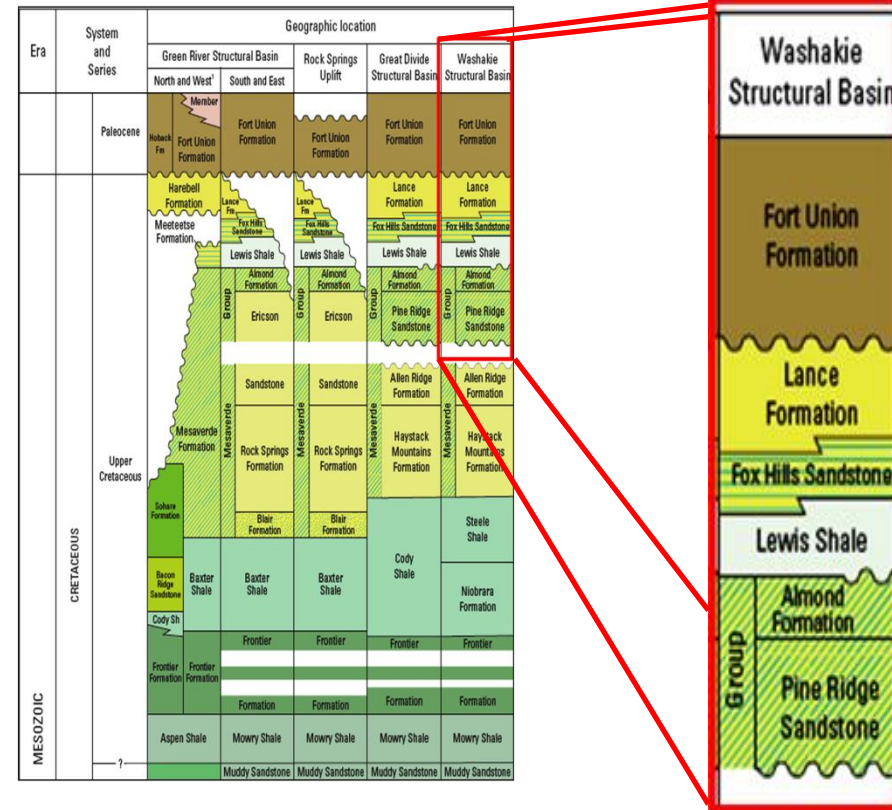 Geographic location
Era
System
and
Series
Green River Structural Basin
Rock Springs
Uplift
Great Divide
Structural Basin
Washakie
Structural Basin
North and West¹
South and East
Paleocene
Member
Hoback
Fm
Fort Union
Formation
Fort Union
Formation
Fort Union
Formation
Fort Union
Formation
Fort Union
Formation
Harebell
Formation
Lance
Fm
Lance
Fm
Lance
Formation
Lance
Formation
Meeteetse
Formation
Fox Hills
Sandstone
Fox Hills
Sandstone
Fox Hills Sandstone
Fox Hills Sandstone
Lewis Shale
Lewis Shale
Lewis Shale
Lewis Shale
Group
Almond
Formation
Group
Almond
Formation
Group
Almond
Formation
Group
Almond
Formation
Ericson
Ericson
Pine Ridge
Sandstone
Pine Ridge
Sandstone
Sandstone
Sandstone
Allen Ridge
Formation
Allen Ridge
Formation
Upper
Cretaceous
Mesaverde
Formation
Mesaverde
Rock Springs
Formation
Mesaverde
Rock Springs
Formation
Mesaverde
Haystack
Mountains
Formation
Mesaverde
Haystack
Mountains
Formation
Sohare
Formation
Blair
Formation
Blair
Formation
Steele
Shale
CRETACEOUS
Bacon
Ridge
Sandstone
Baxter
Shale
Baxter
Shale
Baxter
Shale
Cody
Shale
Niobrara
Formation
Cody Sh
Frontier
Formation
Frontier
Formation
Frontier
Frontier
Frontier
Frontier
Formation
Formation
Formation
Formation
MESOZOIC
Aspen Shale
Mowry Shale
Mowry Shale
Mowry Shale
Mowry Shale
?
Muddy Sandstone
Muddy Sandstone
Muddy Sandstone
Muddy Sandstone
Washakie
Structural Basin
Fort Union
Formation
Lance
Formation
Fox Hills Sandstone
Lewis Shale
Group
Almond
Formation
Pine Ridge
Sandstone